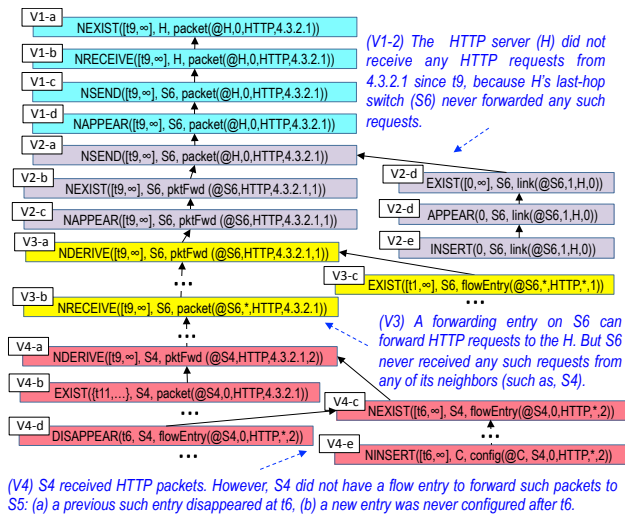 V1-a
NEXIST([t9,∞], H, packet(@H,0,HTTP,4.3.2.1))
V1-b
NRECEIVE([t9,∞], H, packet(@H,0,HTTP,4.3.2.1))
V1-c
NSEND([t9,∞], S6, packet(@H,0,HTTP,4.3.2.1))
V1-d
NAPPEAR([t9,∞], S6, packet(@H,0,HTTP,4.3.2.1))
(V1-2) The HTTP server (H) did not
receive any HTTP requests from
4.3.2.1 since t9, because H's last-hop
switch (S6) never forwarded any such
requests.
V2-a
NSEND([t9,∞], S6, packet(@H,0,HTTP,4.3.2.1))
V2-b
NEXIST([t9,∞], S6, pktFwd (@S6,HTTP,4.3.2.1,1))
V2-c
NAPPEAR([t9,∞], S6, pktFwd (@S6,HTTP,4.3.2.1,1))
V2-d
EXIST([0,∞], S6, link(@S6,1,H,0))
V2-d
APPEAR(0, S6, link(@S6,1,H,0))
V2-e
INSERT(0, S6, link(@S6,1,H,0))
V3-a
NDERIVE([t9,∞], S6, pktFwd (@S6,HTTP,4.3.2.1,1))
...
V3-c
EXIST([t1,∞], S6, flowEntry(@S6,*,HTTP,*,1))
...
V3-b
NRECEIVE([t9,∞], S6, packet(@S6,*,HTTP,4.3.2.1))
...
(V3) A forwarding entry on S6 can
forward HTTP requests to the H. But S6
never received any such requests from
any of its neighbors (such as, S4).
V4-a
NDERIVE([t9,∞], S4, pktFwd (@S4,HTTP,4.3.2.1,2))
V4-b
EXIST({t11,...}, S4, packet(@S4,0,HTTP,4.3.2.1))
...
V4-c
NEXIST([t6,∞], S4, flowEntry(@S4,0,HTTP,*,2))
...
V4-d
DISAPPEAR(t6, S4, flowEntry(@S4,0,HTTP,*,2))
...
V4-e
NINSERT([t6,∞], C, config(@C, S4,0,HTTP,*,2))
(V4) S4 received HTTP packets. However, S4 did not have a flow entry to forward such packets to
S5: (a) a previous such entry disappeared at t6, (b) a new entry was never configured after t6.